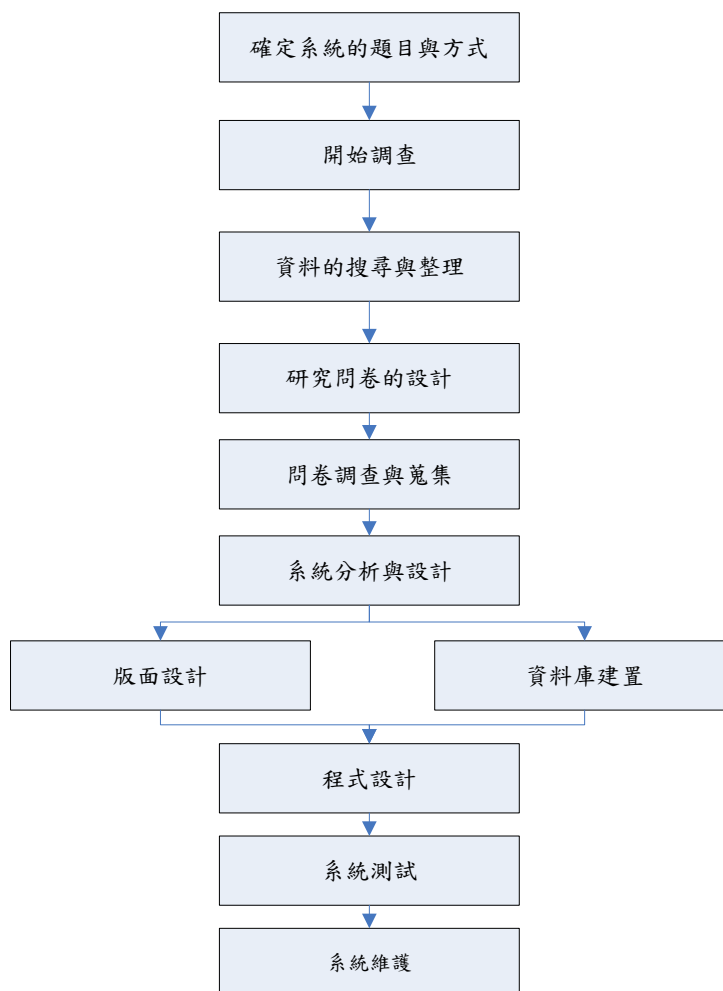 確定系統的題目與方式
開始調查
資料的搜尋與整理
研究問卷的設計
問卷調查與蒐集
系統分析與設計
版面設計
資料庫建置
程式設計
系統測試
系統維護